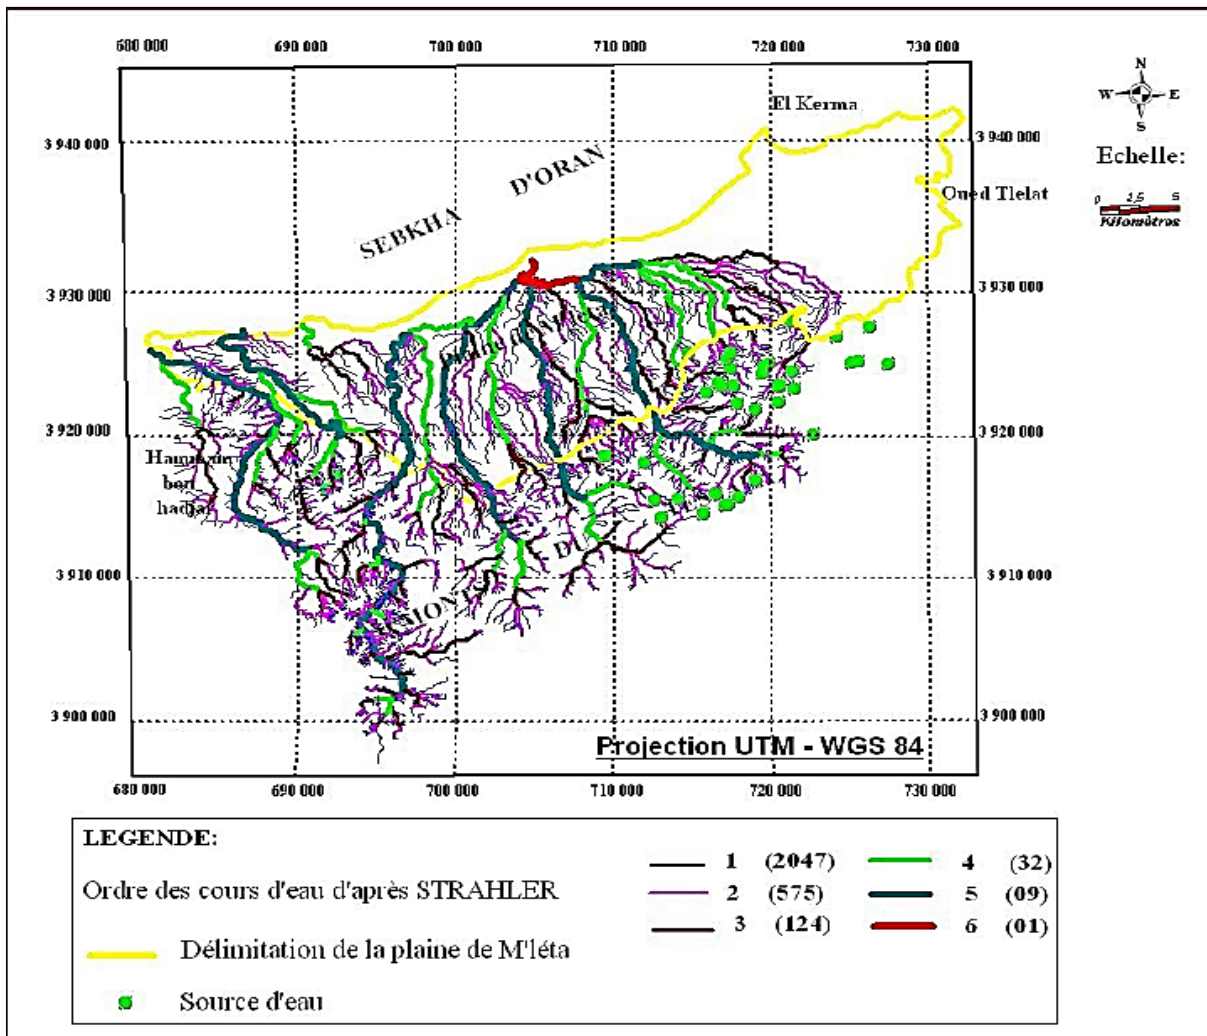 680 000 690 000 700 000 710 000 720 000 730 000
N
W E
S
El Kerma
3 940 000 3 940 000
Echelle:
D'ORAN
Oued Tlelat
0 2,5 5
Kilomètres
SEBKHA
3 930 000 3 930 000
3 920 000 3 920 000
bou
hadjar
D
3 910 000 3 910 000
MONT
3 900 000 3 900 000
Projection UTM - WGS 84
680 000 690 000 700 000 710 000 720 000 730 000
LEGENDE:
Ordre des cours d'eau d'après STRAHLER
1 (2047) 4 (32)
2 (575) 5 (09)
3 (124) 6 (01)
Délimitation de la plaine de M'léta
Source d'eau